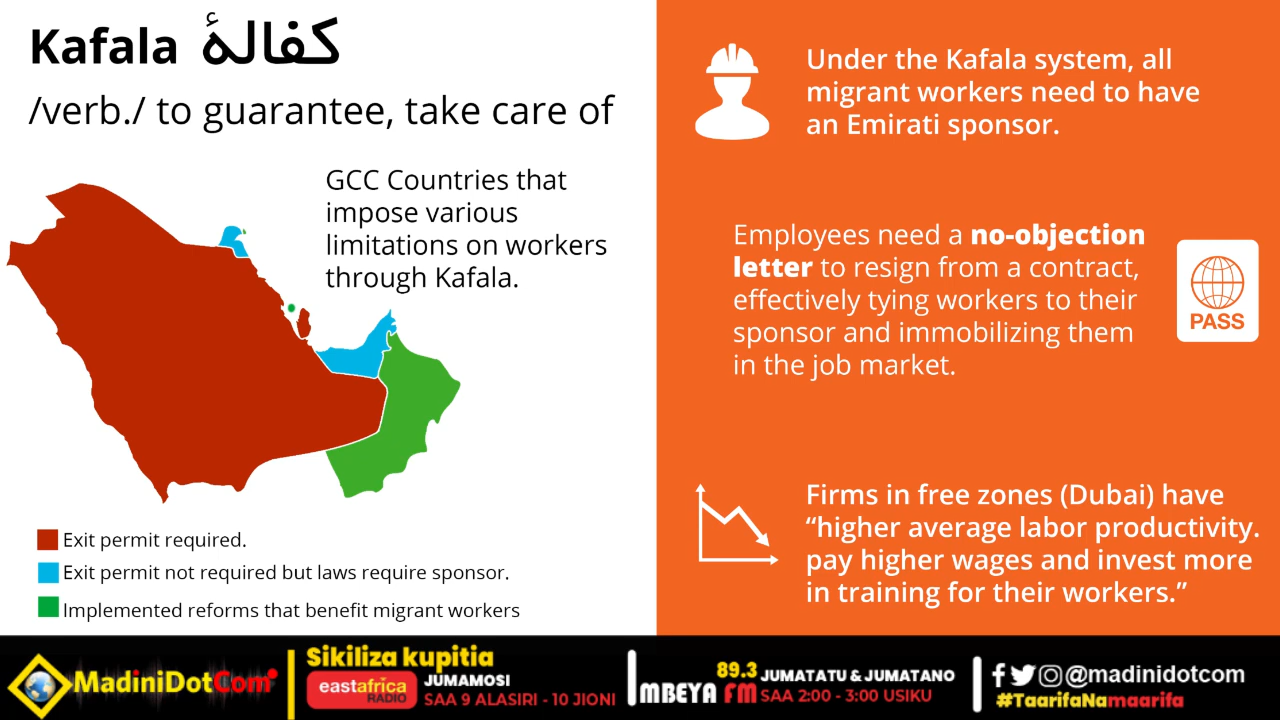 Kafala كفالۀ
/verb./ to guarantee, take care of
GCC Countries that
impose various
limitations on workers
through Kafala.
Exit permit required.
Exit permit not required but laws require sponsor.
Implemented reforms that benefit migrant workers
Under the Kafala system, all
migrant workers need to have
an Emirati sponsor.
Employees need a no-objection
letter to resign from a contract,
effectively tying workers to their
sponsor and immobilizing them
in the job market.
PASS
Firms in free zones (Dubai) have
“higher average labor productivity.
pay higher wages and invest more
in training for their workers.”
MadiniDotCom
Sikiliza kupitia
eastafrica
RADIO
JUMAMOSI
SAA 9 ALASIRI - 10 JIONI
89.3
MBEYA FM
JUMATATU & JUMATANO
SAA 2:00 - 3:00 USIKU
@madinidotcom
#TaarifaNamaarifa